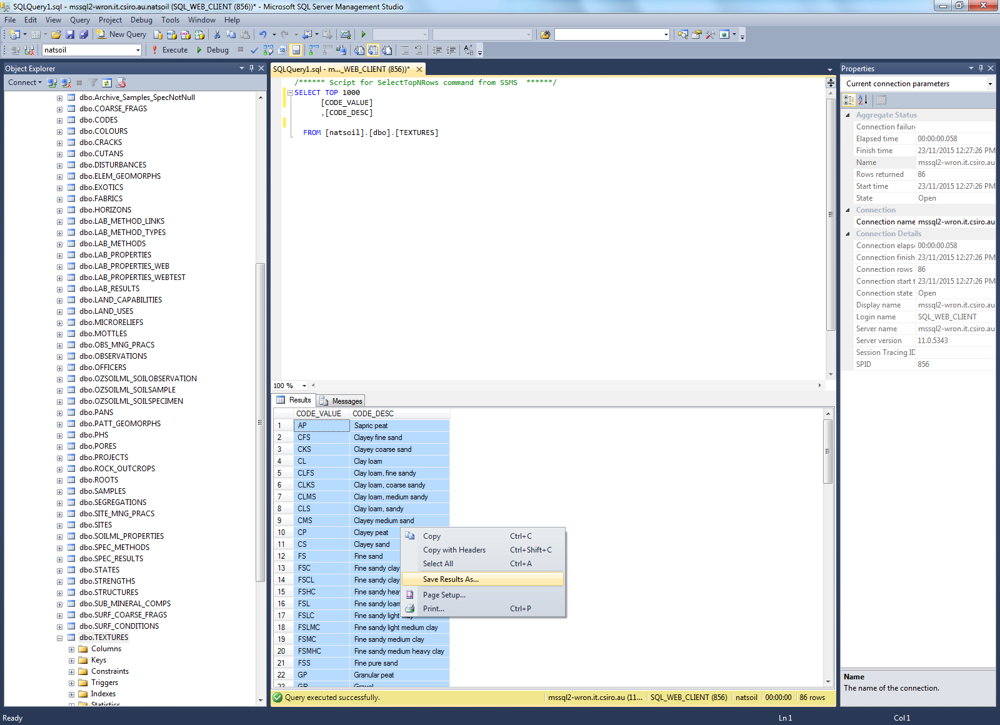 SQLQuery1.sql - mssql2-wron.it.csiro.au.natsoil (SQL_WEB_CLIENT (856))* - Microsoft SQL Server Management Studio
File Edit View Query Project Debug Tools Window Help
New Query
natsoil Execute Debug
Object Explorer
Connect
dbo.Archive_Samples_SpecNotNull
dbo.COARSE_FRAGS
dbo.CODES
dbo.COLOURS
dbo.CRACKS
dbo.CUTANS
dbo.DISTURBANCES
dbo.ELEM_GEOMORPHS
dbo.EXOTICS
dbo.FABRICS
dbo.HORIZONS
dbo.LAB_METHOD_LINKS
dbo.LAB_METHOD_TYPES
dbo.LAB_METHODS
dbo.LAB_PROPERTIES
dbo.LAB_PROPERTIES_WEB
dbo.LAB_PROPERTIES_WEBTEST
dbo.LAB_RESULTS
dbo.LAND_CAPABILITIES
dbo.LAND_USES
dbo.MICRORELIEFS
dbo.MOTTLES
dbo.OBS_MNG_PRACS
dbo.OBSERVATIONS
dbo.OFFICERS
dbo.OZSOILML_SOILOBSERVATION
dbo.OZSOILML_SOILSAMPLE
dbo.OZSOILML_SOILSPECIMEN
dbo.PANS
dbo.PATT_GEOMORPHS
dbo.PHS
dbo.PORES
dbo.PROJECTS
dbo.ROCK_OUTCROPS
dbo.ROOTS
dbo.SAMPLES
dbo.SEGREGATIONS
dbo.SITE_MNG_PRACS
dbo.SITES
dbo.SOILML_PROPERTIES
dbo.SPEC_METHODS
dbo.SPEC_RESULTS
dbo.STATES
dbo.STRENGTHS
dbo.STRUCTURES
dbo.SUB_MINERAL_COMPS
dbo.SURF_COARSE_FRAGS
dbo.SURF_CONDITIONS
dbo.TEXTURES
Columns
Keys
Constraints
Triggers
Indexes
Statistics
SQLQuery1.sql - m..._WEB_CLIENT (856))*
/****** Script for SelectTopNRows command from SSMS  ******/
SELECT TOP 1000
[CODE_VALUE]
,[CODE_DESC]
FROM [natsoil].[dbo].[TEXTURES]
100 %
Results Messages
CODE_VALUE CODE_DESC
1 AP Sapric peat
2 CFS Clayey fine sand
3 CKS Clayey coarse sand
4 CL Clay loam
5 CLFS Clay loam, fine sandy
6 CLKS Clay loam, coarse sandy
7 CLMS Clay loam, medium sandy
8 CLS Clay loam, sandy
9 CMS Clayey medium sand
10 CP Clayey peat
11 CS Clayey sand
12 FS Fine sand
13 FSC Fine sandy clay
14 FSCL Fine sandy clay
15 FSHC Fine sandy hea
16 FSL Fine sandy loam
17 FSLC Fine sandy light clay
18 FSLMC Fine sandy light medium clay
19 FSMC Fine sandy medium clay
20 FSMHC Fine sandy medium heavy clay
21 FSS Fine pure sand
22 GP Granular peat
23 GR Gravel
Copy Ctrl+C
Copy with Headers Ctrl+Shift+C
Select All Ctrl+A
Save Results As...
Page Setup...
Print... Ctrl+P
Query executed successfully. mssql2-wron.it.csiro.au (11... SQL_WEB_CLIENT (856) natsoil 00:00:00 86 rows
Properties
Current connection parameters
Aggregate Status
Connection failure
Elapsed time 00:00:00.058
Finish time 23/11/2015 12:27:26 PM
Name mssql2-wron.it.csiro.au
Rows returned 86
Start time 23/11/2015 12:27:26 PM
State Open
Connection
Connection name mssql2-wron.it.csiro.au
Connection Details
Connection elaps 00:00:00.058
Connection finish 23/11/2015 12:27:26 PM
Connection rows 86
Connection start t 23/11/2015 12:27:26 PM
Connection state Open
Display name mssql2-wron.it.csiro.au
Login name SQL_WEB_CLIENT
Server name mssql2-wron.it.csiro.au
Server version 11.0.5343
Session Tracing ID
SPID 856
Name
The name of the connection.
Ready Ln 1 Col 1